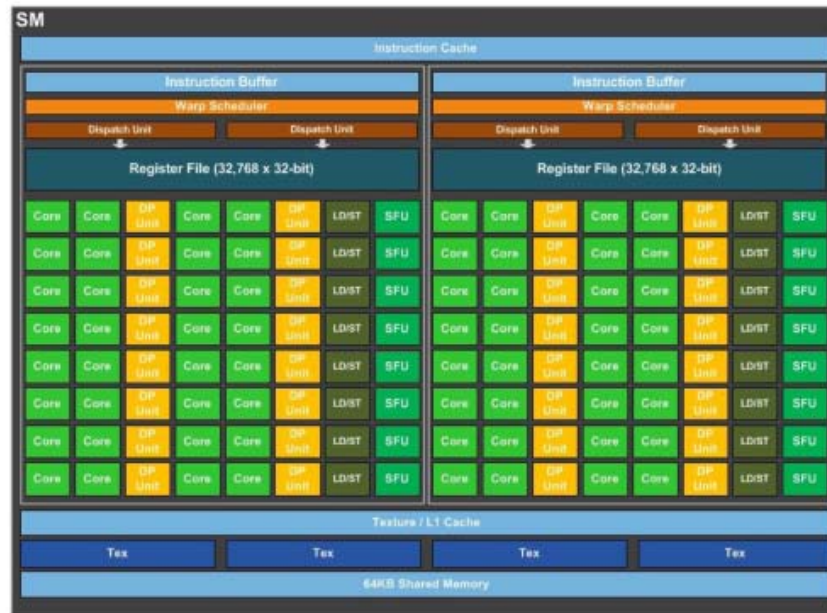 SM
Instruction Cache
Instruction Buffer Instruction Buffer
Warp Scheduler Warp Scheduler
Dispatch Unit Dispatch Unit Dispatch Unit Dispatch Unit
Register File (32,768 x 32-bit) Register File (32,768 x 32-bit)
Core Core DP Unit Core Core DP Unit LD/ST SFU Core Core DP Unit Core Core DP Unit LD/ST SFU
Core Core DP Unit Core Core DP Unit LD/ST SFU Core Core DP Unit Core Core DP Unit LD/ST SFU
Core Core DP Unit Core Core DP Unit LD/ST SFU Core Core DP Unit Core Core DP Unit LD/ST SFU
Core Core DP Unit Core Core DP Unit LD/ST SFU Core Core DP Unit Core Core DP Unit LD/ST SFU
Core Core DP Unit Core Core DP Unit LD/ST SFU Core Core DP Unit Core Core DP Unit LD/ST SFU
Core Core DP Unit Core Core DP Unit LD/ST SFU Core Core DP Unit Core Core DP Unit LD/ST SFU
Core Core DP Unit Core Core DP Unit LD/ST SFU Core Core DP Unit Core Core DP Unit LD/ST SFU
Core Core DP Unit Core Core DP Unit LD/ST SFU Core Core DP Unit Core Core DP Unit LD/ST SFU
Texture / L1 Cache
Tex Tex Tex Tex
64KB Shared Memory